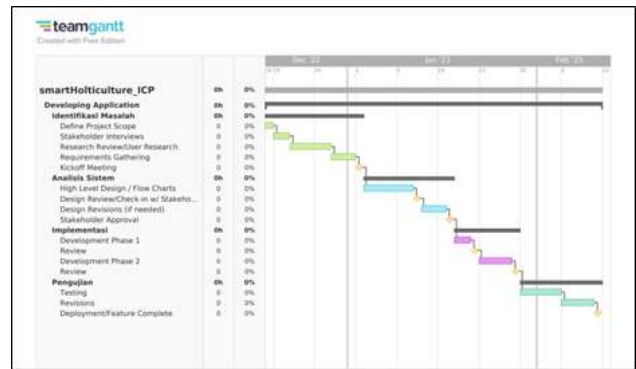 teamgantt
Created with Free Edition
Dec '22 Jan '23 Feb '23
smartHolticulture_ICP 0h 0%
Developing Application 0h 0%
Identifikasi Masalah 0h 0%
Define Project Scope 0 0%
Stakeholder Interviews 0 0%
Research Review/User Research 0 0%
Requirements Gathering 0 0%
Kickoff Meeting 0 0%
Analisis Sistem 0h 0%
High Level Design / Flow Charts 0 0%
Design Review/Check-in w/ Stakeho... 0 0%
Design Revisions (if needed) 0 0%
Stakeholder Approval 0 0%
Implementasi 0h 0%
Development Phase 1 0 0%
Review 0 0%
Development Phase 2 0 0%
Review 0 0%
Pengujian 0h 0%
Testing 0 0%
Revisions 0 0%
Deployment/Feature Complete 0 0%